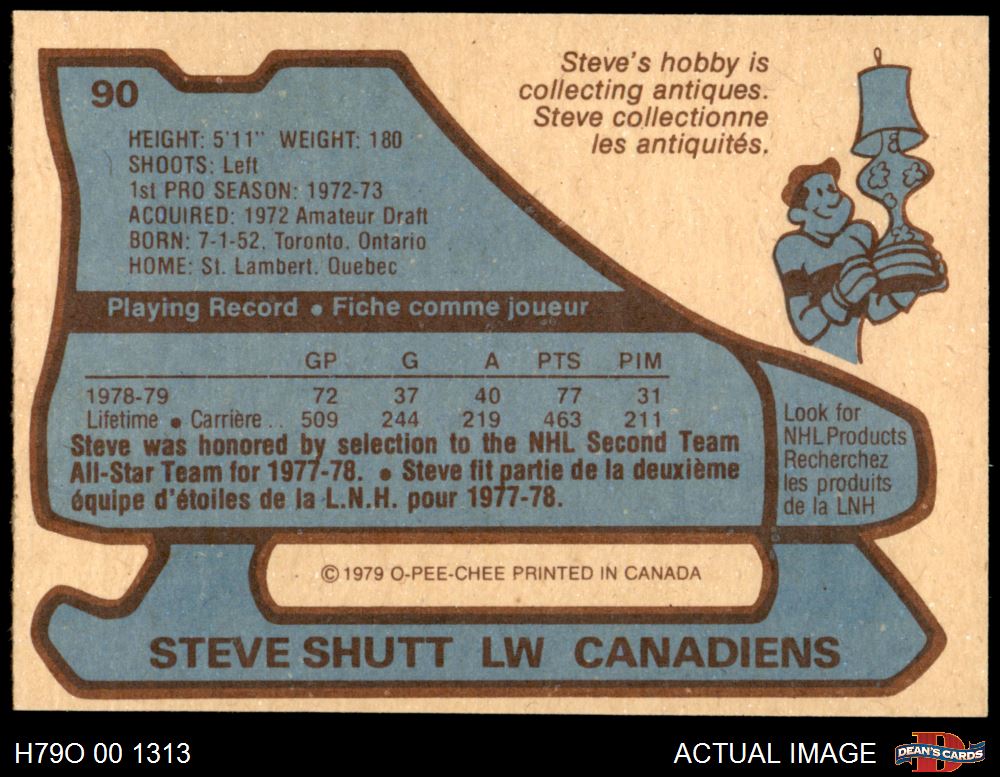 90
Steve's hobby is
collecting antiques.
Steve collectionne
les antiquités.
HEIGHT: 5'11" WEIGHT: 180
SHOOTS: Left
1st PRO SEASON: 1972-73
ACQUIRED: 1972 Amateur Draft
BORN: 7-1-52, Toronto, Ontario
HOME: St. Lambert, Quebec
Playing Record • Fiche comme joueur
GP G A PTS PIM
1978-79 72 37 40 77 31
Lifetime • Carrière .. 509 244 219 463 211
Steve was honored by selection to the NHL Second Team
All-Star Team for 1977-78. • Steve fit partie de la deuxième
équipe d'étoiles de la L.N.H. pour 1977-78.
Look for
NHL Products
Recherchez
les produits
de la LNH
© 1979 O-PEE-CHEE PRINTED IN CANADA
STEVE SHUTT LW CANADIENS
H79O 00 1313
ACTUAL IMAGE
D
DEAN'S CARDS